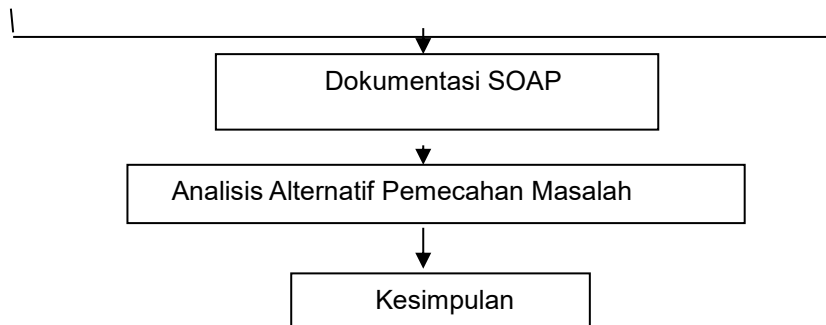 Dokumentasi SOAP
Analisis Alternatif Pemecahan Masalah
Kesimpulan